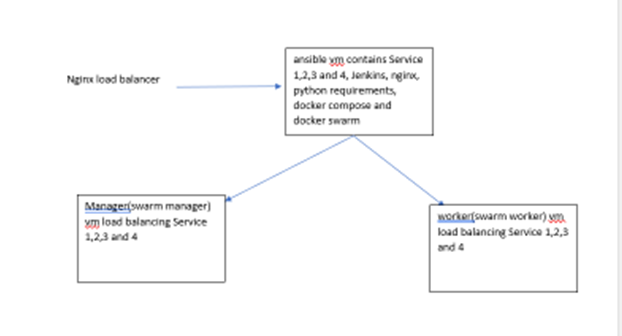 Nginx load balancer
ansible vm contains Service
1,2,3 and 4, Jenkins, nginx,
python requirements,
docker compose and
docker swarm
Manager(swarm manager)
vm load balancing Service
1,2,3 and 4
worker(swarm worker) vm
load balancing Service 1,2,3
and 4